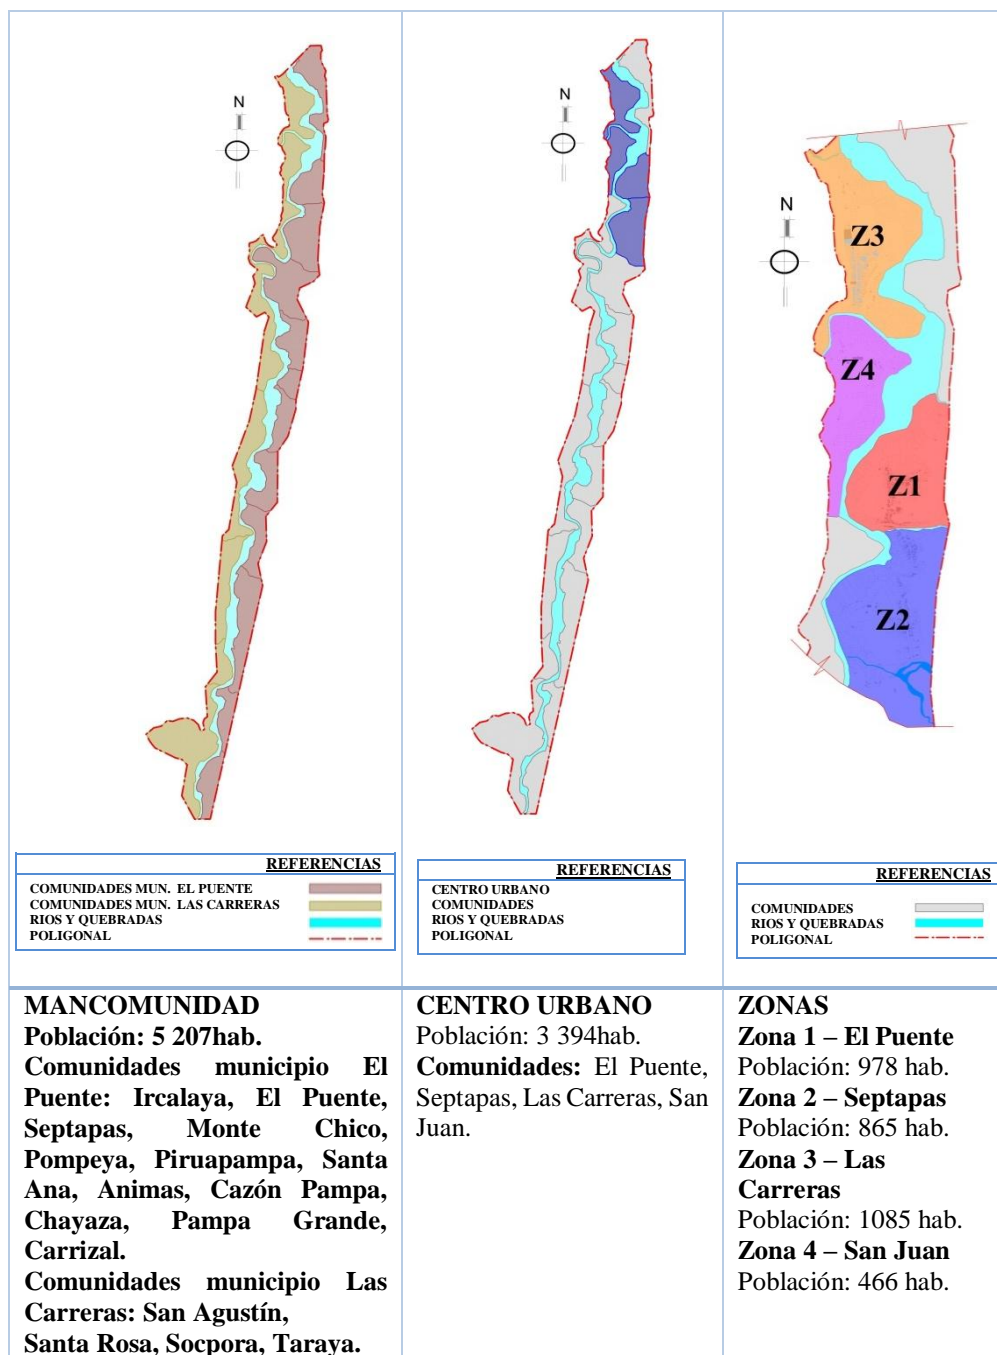 N
N
N
Z3
Z4
Z1
Z2
REFERENCIAS
COMUNIDADES MUN. EL PUENTE
COMUNIDADES MUN. LAS CARRERAS
RIOS Y QUEBRADAS
POLIGONAL
REFERENCIAS
CENTRO URBANO
COMUNIDADES
RIOS Y QUEBRADAS
POLIGONAL
REFERENCIAS
COMUNIDADES
RIOS Y QUEBRADAS
POLIGONAL
MANCOMUNIDAD
Población: 5 207hab.
Comunidades municipio El
Puente: Ircalaya, El Puente,
Septapas, Monte Chico,
Pompeya, Piruapampa, Santa
Ana, Animas, Cazón Pampa,
Chayaza, Pampa Grande,
Carrizal.
Comunidades municipio Las
Carreras: San Agustín,
Santa Rosa, Socpora, Taraya.
CENTRO URBANO
Población: 3 394hab.
Comunidades: El Puente,
Septapas, Las Carreras, San
Juan.
ZONAS
Zona 1 – El Puente
Población: 978 hab.
Zona 2 – Septapas
Población: 865 hab.
Zona 3 – Las
Carreras
Población: 1085 hab.
Zona 4 – San Juan
Población: 466 hab.